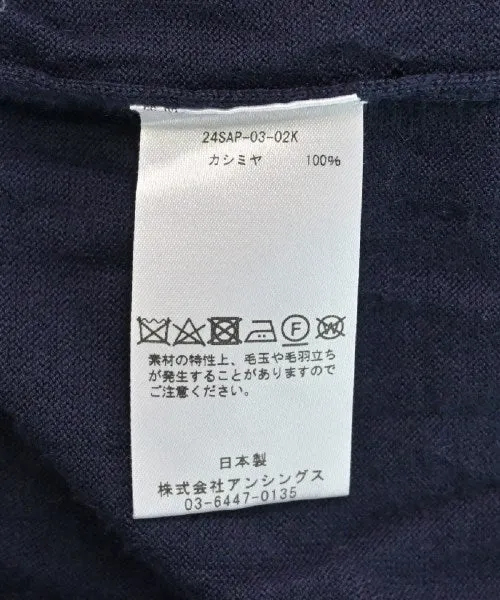 24SAP-03-02K
カシミヤ 100%
F
W
素材の特性上、毛玉や毛羽立ち
が発生することがありますので
ご注意ください。
日本製
株式会社アンシングス
03-6447-0135